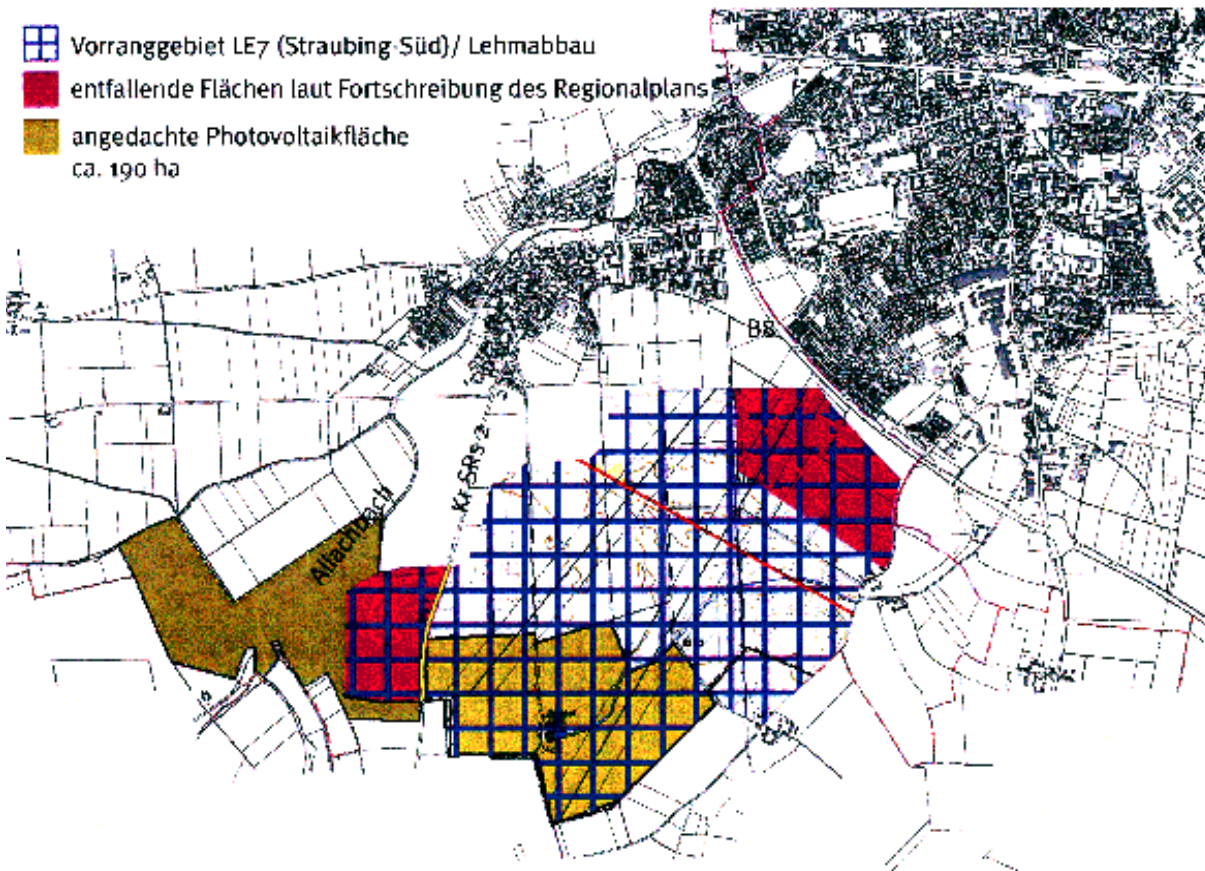 Vorranggebiet LE7 (Straubing-Süd)/ Lehmabbau
entfallende Flächen laut Fortschreibung des Regionalplans
angedachte Photovoltaikfläche
ca. 190 ha
B8
Kr SRs 2
Allachbach